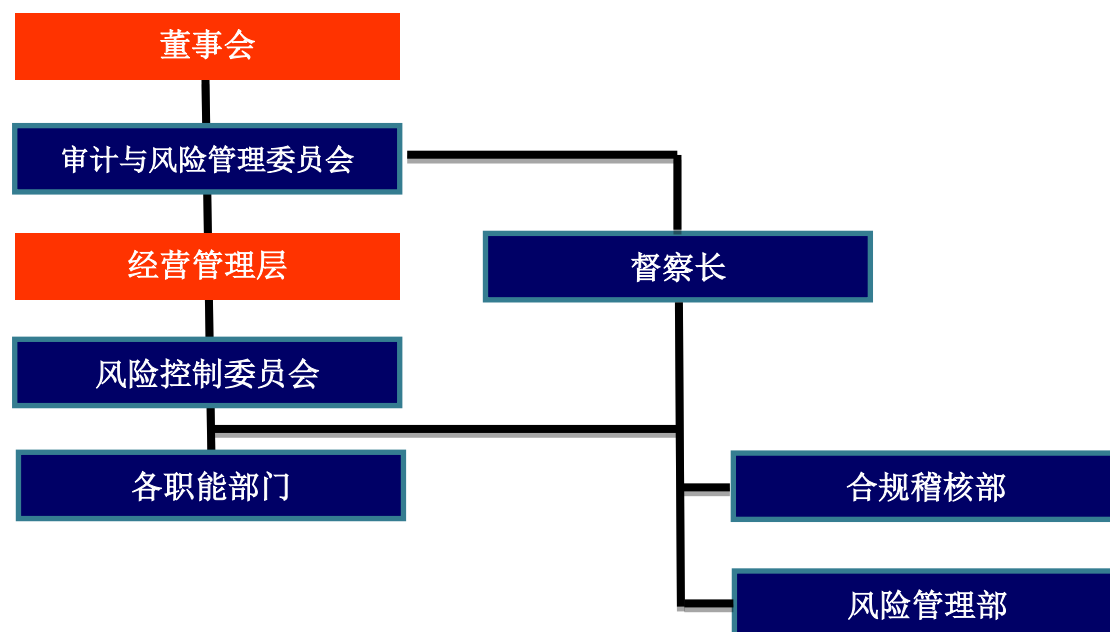 董事会
审计与风险管理委员会
经营管理层
督察长
风险控制委员会
各职能部门
合规稽核部
风险管理部